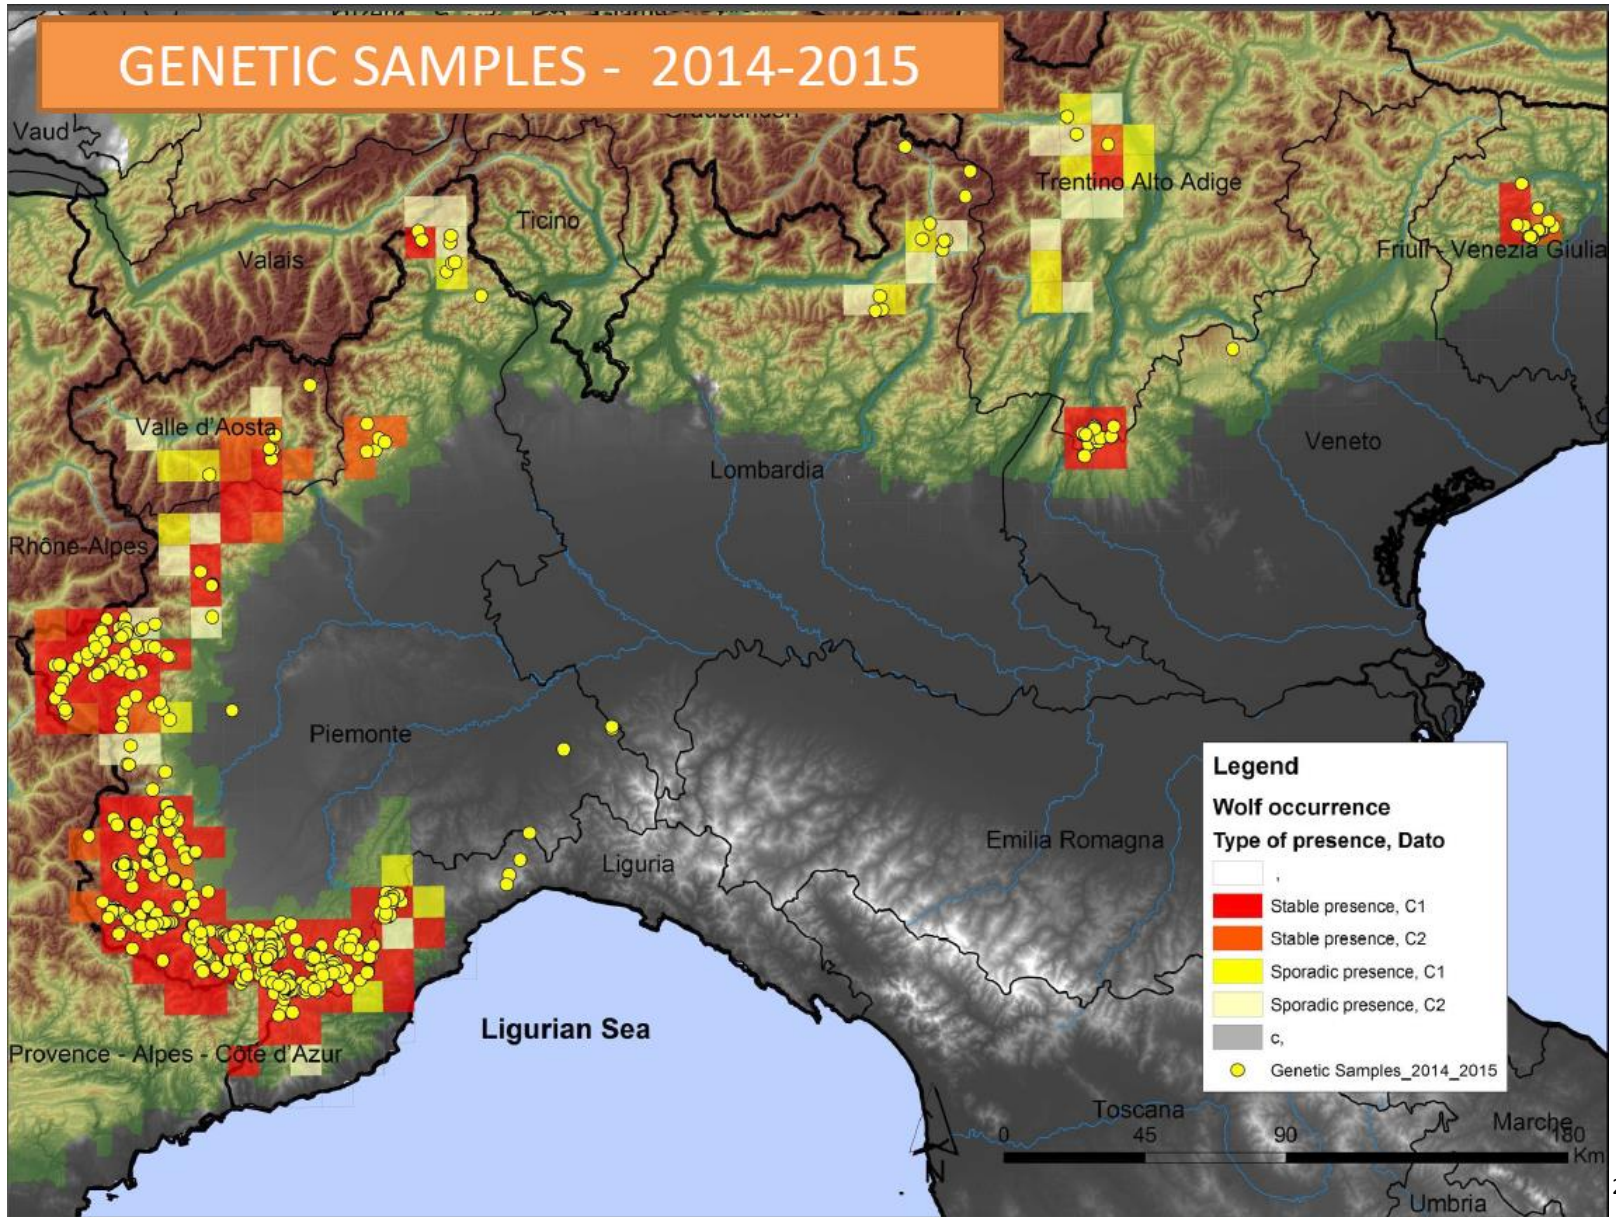 GENETIC SAMPLES - 2014-2015
Vaud
Ticino
Trentino Alto Adige
Valais
Friuli - Venezia Giulia
Valle d'Aosta
Veneto
Lombardia
Rhône-Alpes
Piemonte
Liguria
Emilia Romagna
Ligurian Sea
Provence - Alpes - Côte d'Azur
Toscana
Marche
Umbria
Legend
Wolf occurrence
Type of presence, Dato
,
Stable presence, C1
Stable presence, C2
Sporadic presence, C1
Sporadic presence, C2
c,
Genetic Samples_2014_2015
0 45 90 180
Km
N